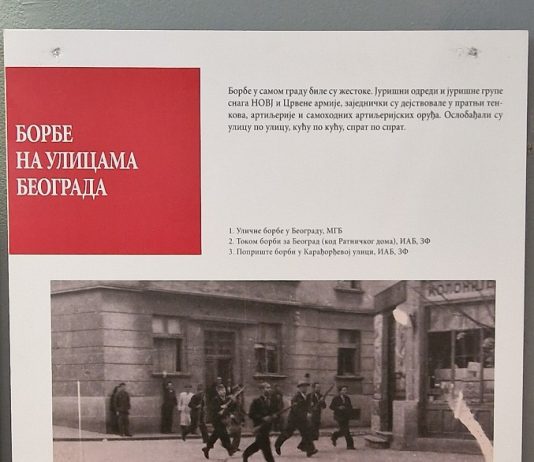 БОРБЕ
НА УЛИЦАМА
БЕОГРАДА
Борбе у самом граду биле су жестоке. Јуришни одреди и јуришне групе
снага НОВЈ и Црвене армије, заједнички су дејствовале у пратњи тен-
кова, артиљерије и самоходних артиљеријских оруђа. Ослобађали су
улицу по улицу, кућу по кућу, спрат по спрат.
1. Уличне борбе у Београду, МГБ
2. Током борби за Београд (код Ратничког дома), ИАБ, ЗФ
3. Поприште борби у Карађорђевој улици, ИАБ, ЗФ